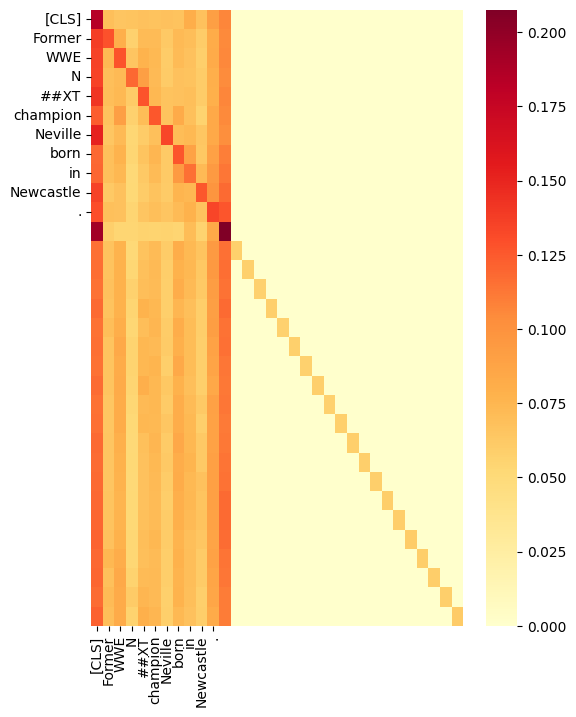 [CLS]
Former
WWE
N
##XT
champion
Neville
born
in
Newcastle
.
0.200
0.175
0.150
0.125
0.100
0.075
0.050
0.025
0.000
[CLS]
Former
WWE
N
##XT
champion
Neville
born
in
Newcastle
.